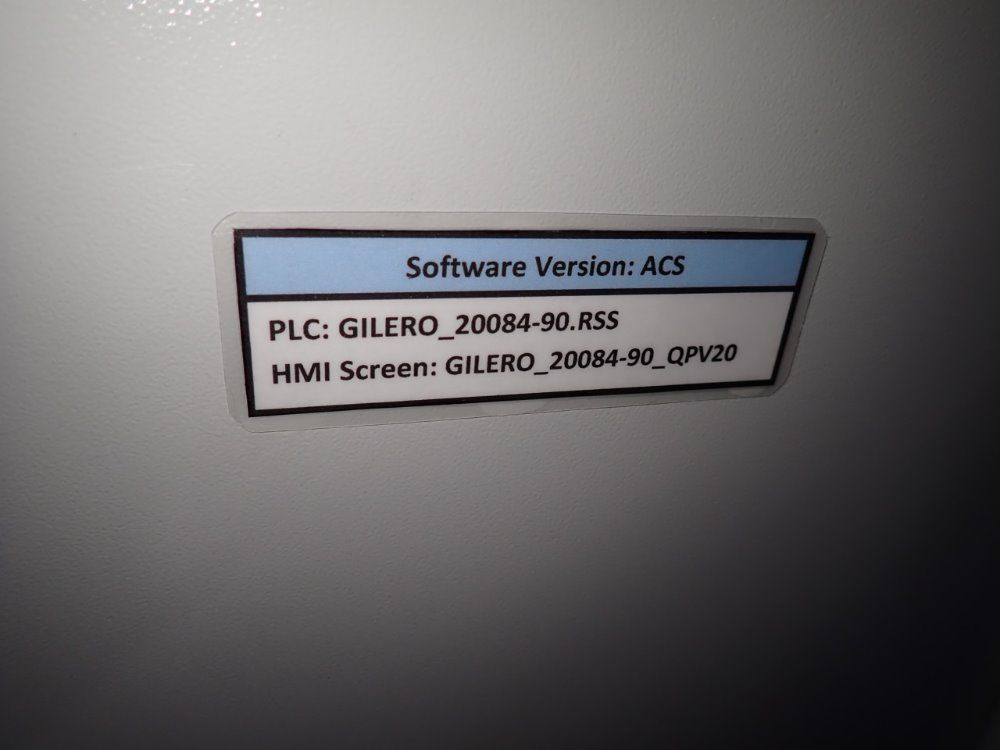 Software Version: ACS
PLC: GILERO_20084-90.RSS
HMI Screen: GILERO_20084-90_QPV20